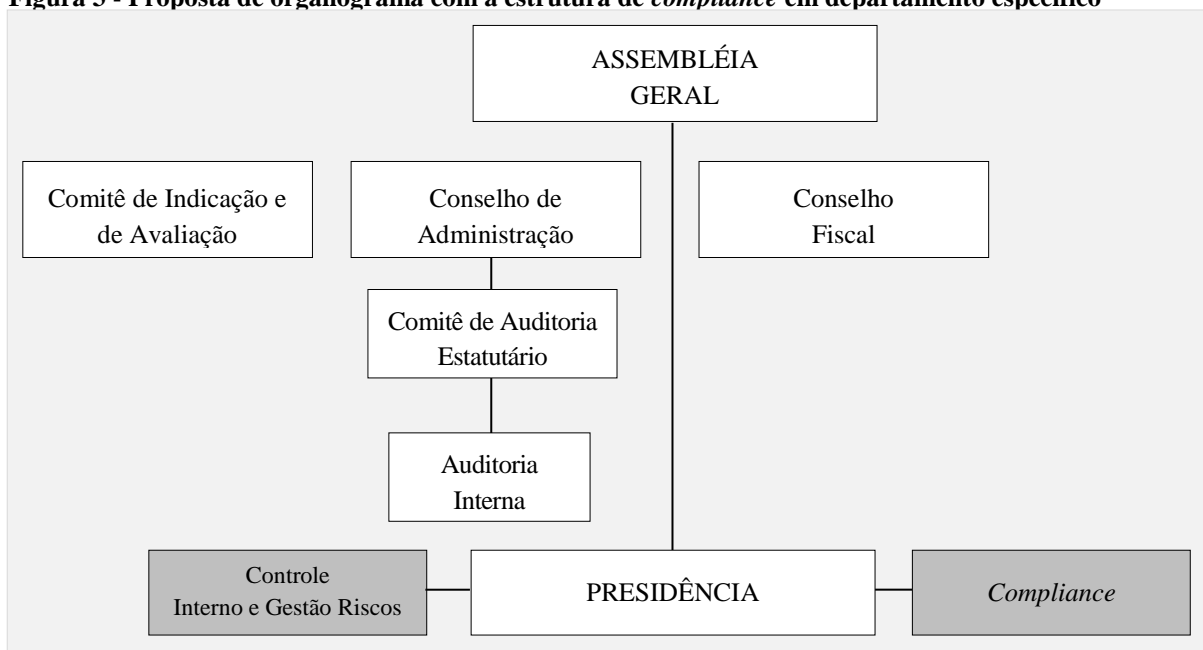 Figura 5 - Proposta de organograma com a estrutura de compliance em departamento específico
ASSEMBLÉIA
GERAL
Comitê de Indicação e
de Avaliação
Conselho de
Administração
Conselho
Fiscal
Comitê de Auditoria
Estatutário
Auditoria
Interna
Controle
Interno e Gestão Riscos
PRESIDÊNCIA
Compliance